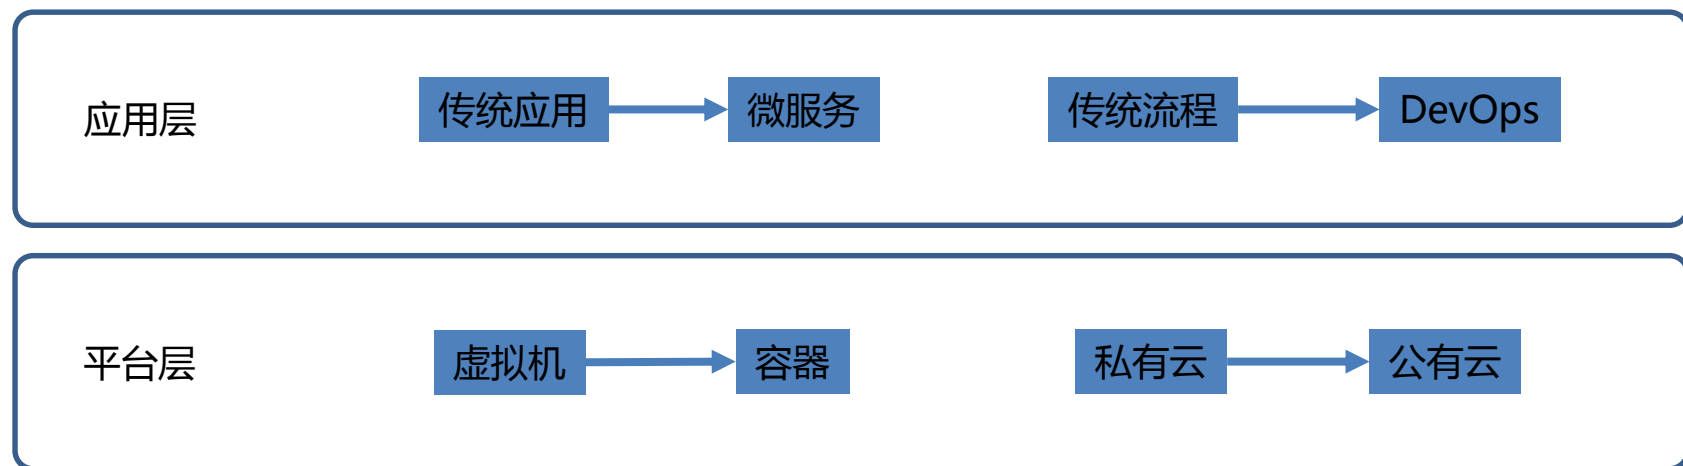 应用层
传统应用
微服务
传统流程
DevOps
平台层
虚拟机
容器
私有云
公有云